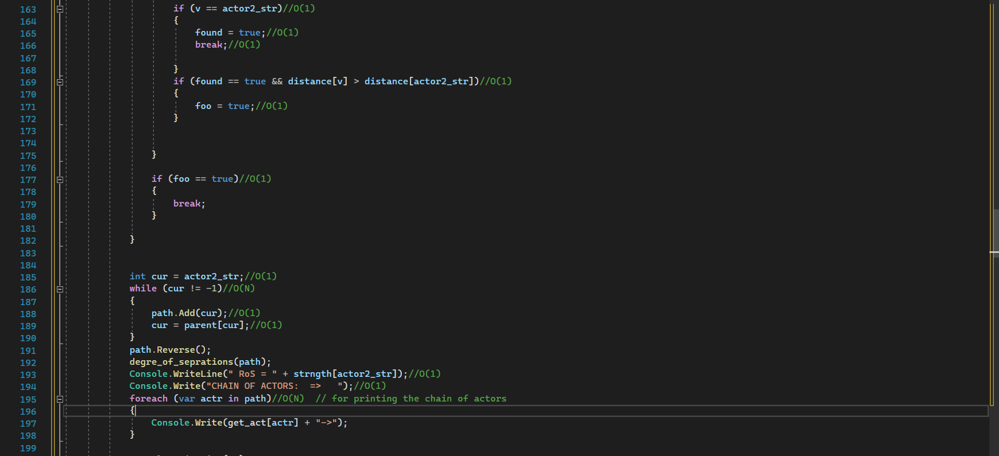 163 if (v == actor2_str)//O(1)
164 {
165 found = true;//O(1)
166 break;//O(1)
167
168 }
169 if (found == true && distance[v] > distance[actor2_str])//O(1)
170 {
171 foo = true;//O(1)
172 }
173
174
175 }
176
177 if (foo == true)//O(1)
178 {
179 break;
180 }
181
182 }
183
184
185 int cur = actor2_str;//O(1)
186 while (cur != -1)//O(N)
187 {
188 path.Add(cur);//O(1)
189 cur = parent[cur];//O(1)
190 }
191 path.Reverse();
192 degre_of_seprations(path);
193 Console.WriteLine(" RoS = " + strngth[actor2_str]);//O(1)
194 Console.Write("CHAIN OF ACTORS:  =>   ");//O(1)
195 foreach (var actr in path)//O(N)  // for printing the chain of actors
196 {
197 Console.Write(get_act[actr] + "->");
198 }
199